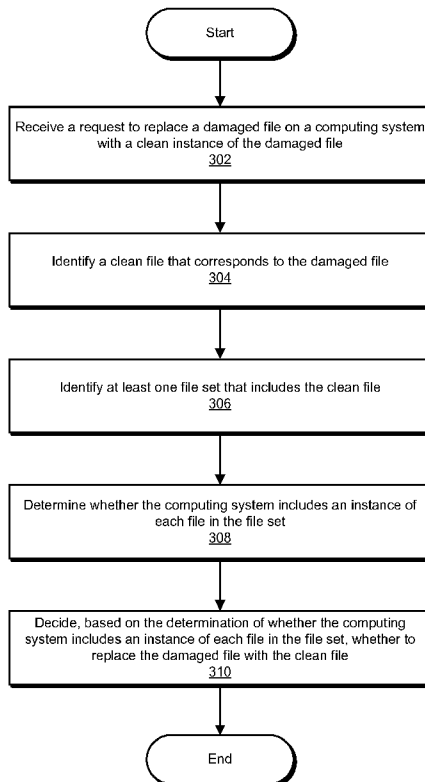 Start
Receive a request to replace a damaged file on a computing system
with a clean instance of the damaged file
302
Identify a clean file that corresponds to the damaged file
304
Identify at least one file set that includes the clean file
306
Determine whether the computing system includes an instance of
each file in the file set
308
Decide, based on the determination of whether the computing
system includes an instance of each file in the file set, whether to
replace the damaged file with the clean file
310
End